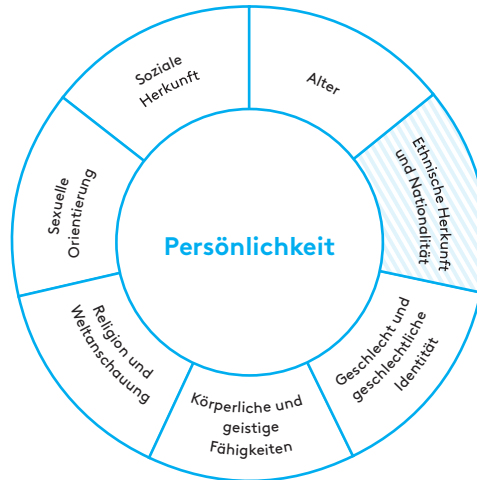 Soziale
Herkunft
Alter
Ethnische Herkunft
und Nationalität
Sexuelle
Orientierung
Persönlichkeit
Religion und
Weltanschauung
Geschlecht und
geschlechtliche
Identität
Körperliche und
geistige
Fähigkeiten